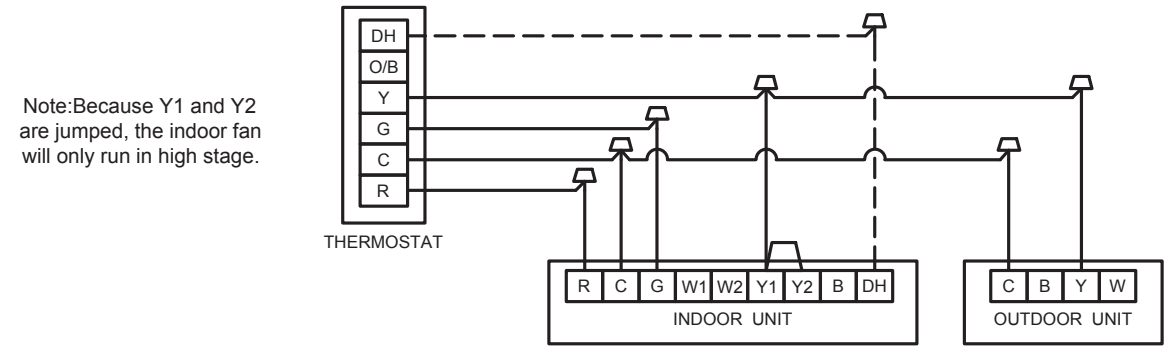 Note:Because Y1 and Y2
are jumped, the indoor fan
will only run in high stage.
DH
O/B
Y
G
C
R
THERMOSTAT
R C G W1 W2 Y1 Y2 B DH
INDOOR UNIT
C B Y W
OUTDOOR UNIT